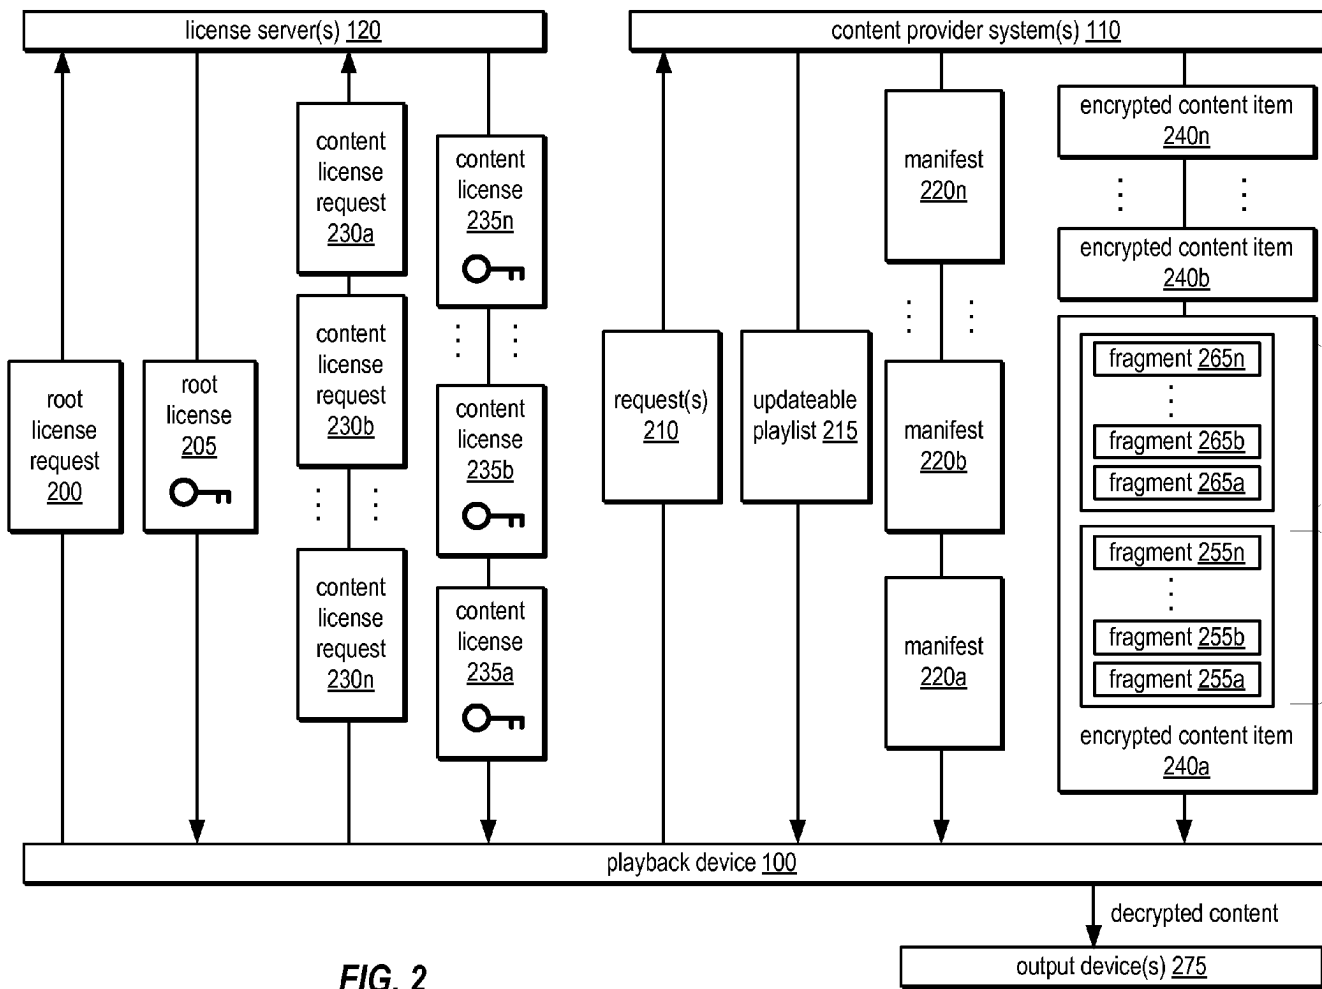 license server(s) 120
content provider system(s) 110
root
license
request
200
root
license
205
content
license
request
230a
content
license
request
230b
content
license
request
230n
content
license
235n
content
license
235b
content
license
235a
request(s)
210
updateable
playlist 215
manifest
220n
manifest
220b
manifest
220a
encrypted content item
240n
encrypted content item
240b
fragment 265n
fragment 265b
fragment 265a
fragment 255n
fragment 255b
fragment 255a
encrypted content item
240a
playback device 100
decrypted content
output device(s) 275
FIG. 2